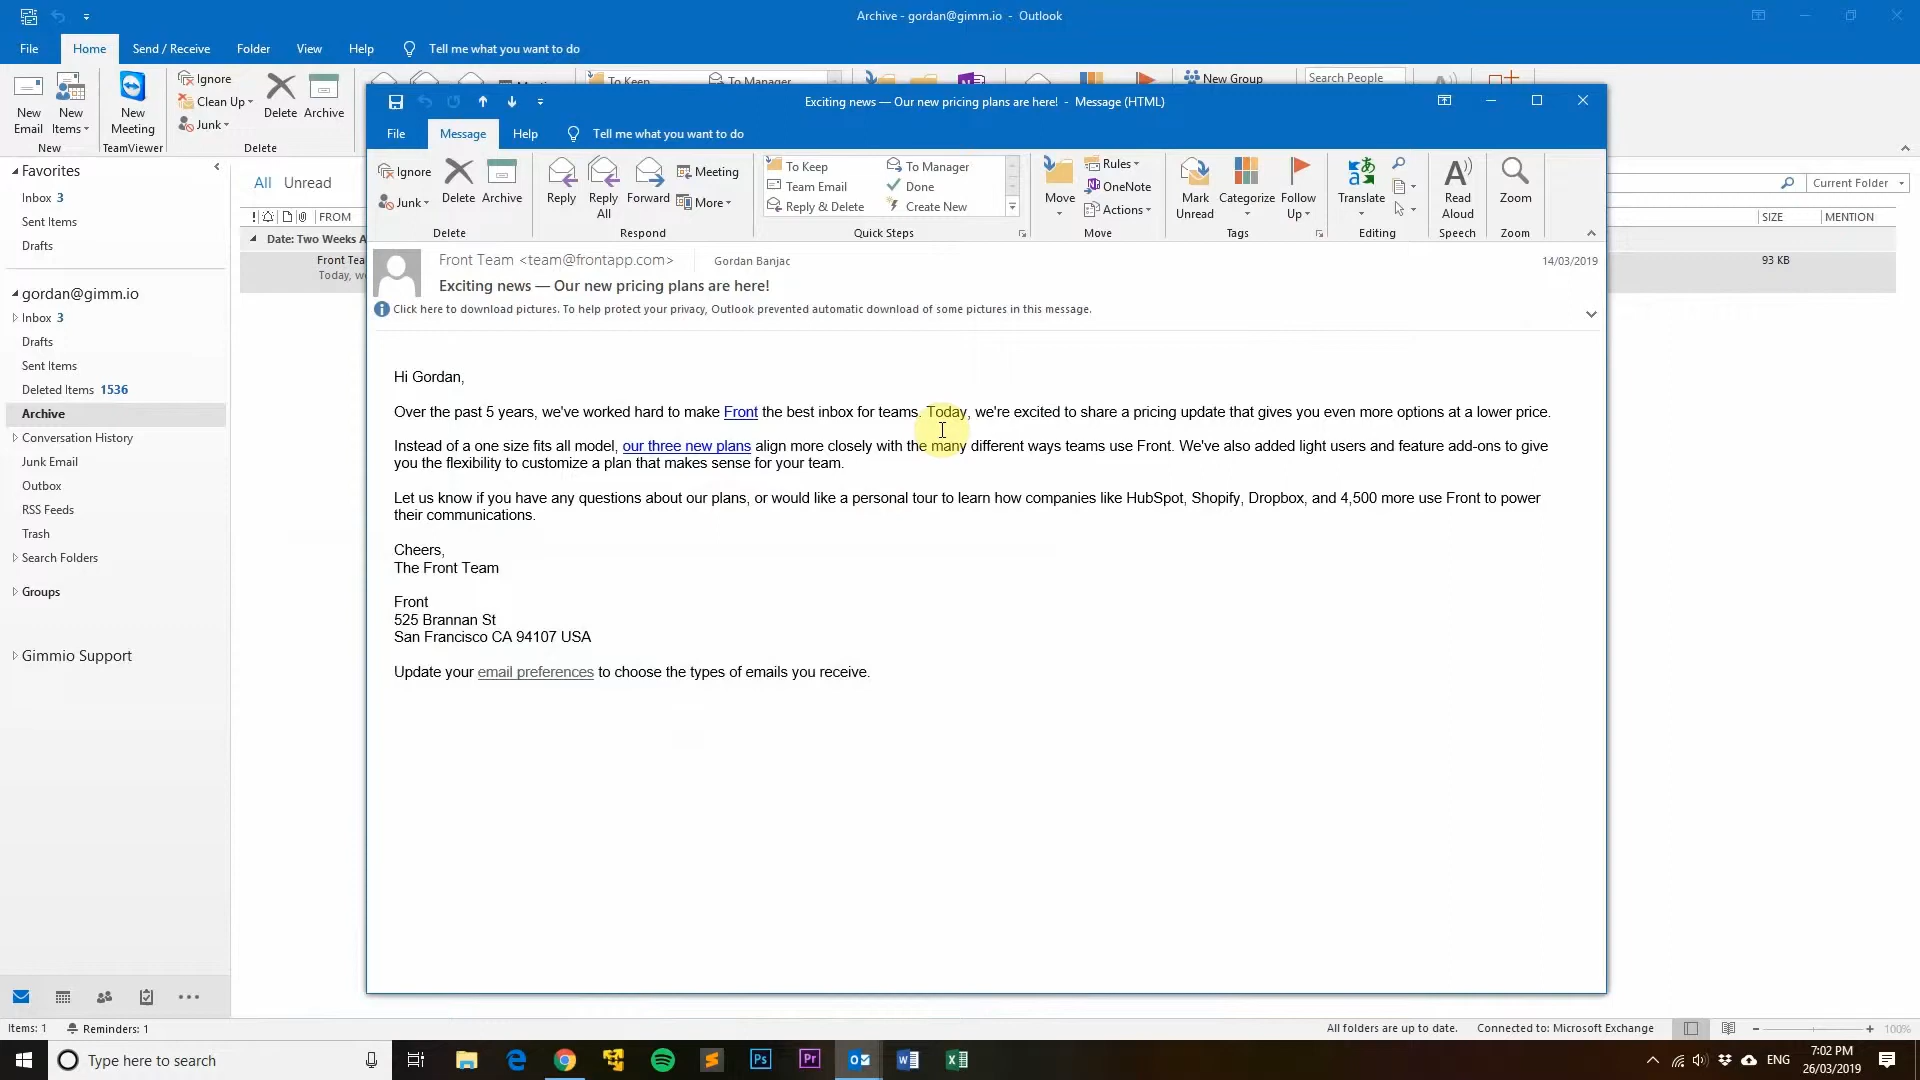 Archive - gordan@gimm.io - Outlook
File Home Send / Receive Folder View Help Tell me what you want to do
New Email
New Items
New Meeting
Ignore
Clean Up
Junk
Delete
Archive
To Keep
To Manager
New Group
Search People
New TeamViewer Delete
Favorites
Inbox 3
Sent Items
Drafts
gordan@gimm.io
Inbox 3
Drafts
Sent Items
Deleted Items 1536
Archive
Conversation History
Junk Email
Outbox
RSS Feeds
Trash
Search Folders
Groups
Gimmio Support
All Unread
Current Folder
FROM
SIZE MENTION
Date: Two Weeks A
Front Tea
93 KB
Today, w
Exciting news — Our new pricing plans are here! - Message (HTML)
File Message Help Tell me what you want to do
Ignore
Junk
Delete
Archive
Reply
Reply All
Forward
Meeting
More
To Keep
Team Email
Reply & Delete
To Manager
Done
Create New
Move
Rules
OneNote
Actions
Mark Unread
Categorize
Follow Up
Translate
Read Aloud
Zoom
Delete Respond Quick Steps Move Tags Editing Speech Zoom
Front Team <team@frontapp.com> Gordan Banjac 14/03/2019
Exciting news — Our new pricing plans are here!
Click here to download pictures. To help protect your privacy, Outlook prevented automatic download of some pictures in this message.
Hi Gordan,
Over the past 5 years, we've worked hard to make Front the best inbox for teams. Today, we're excited to share a pricing update that gives you even more options at a lower price.
Instead of a one size fits all model, our three new plans align more closely with the many different ways teams use Front. We've also added light users and feature add-ons to give
you the flexibility to customize a plan that makes sense for your team.
Let us know if you have any questions about our plans, or would like a personal tour to learn how companies like HubSpot, Shopify, Dropbox, and 4,500 more use Front to power
their communications.
Cheers,
The Front Team
Front
525 Brannan St
San Francisco CA 94107 USA
Update your email preferences to choose the types of emails you receive.
Items: 1 Reminders: 1
All folders are up to date. Connected to: Microsoft Exchange 100%
Type here to search
Ps Pr
ENG
7:02 PM
26/03/2019